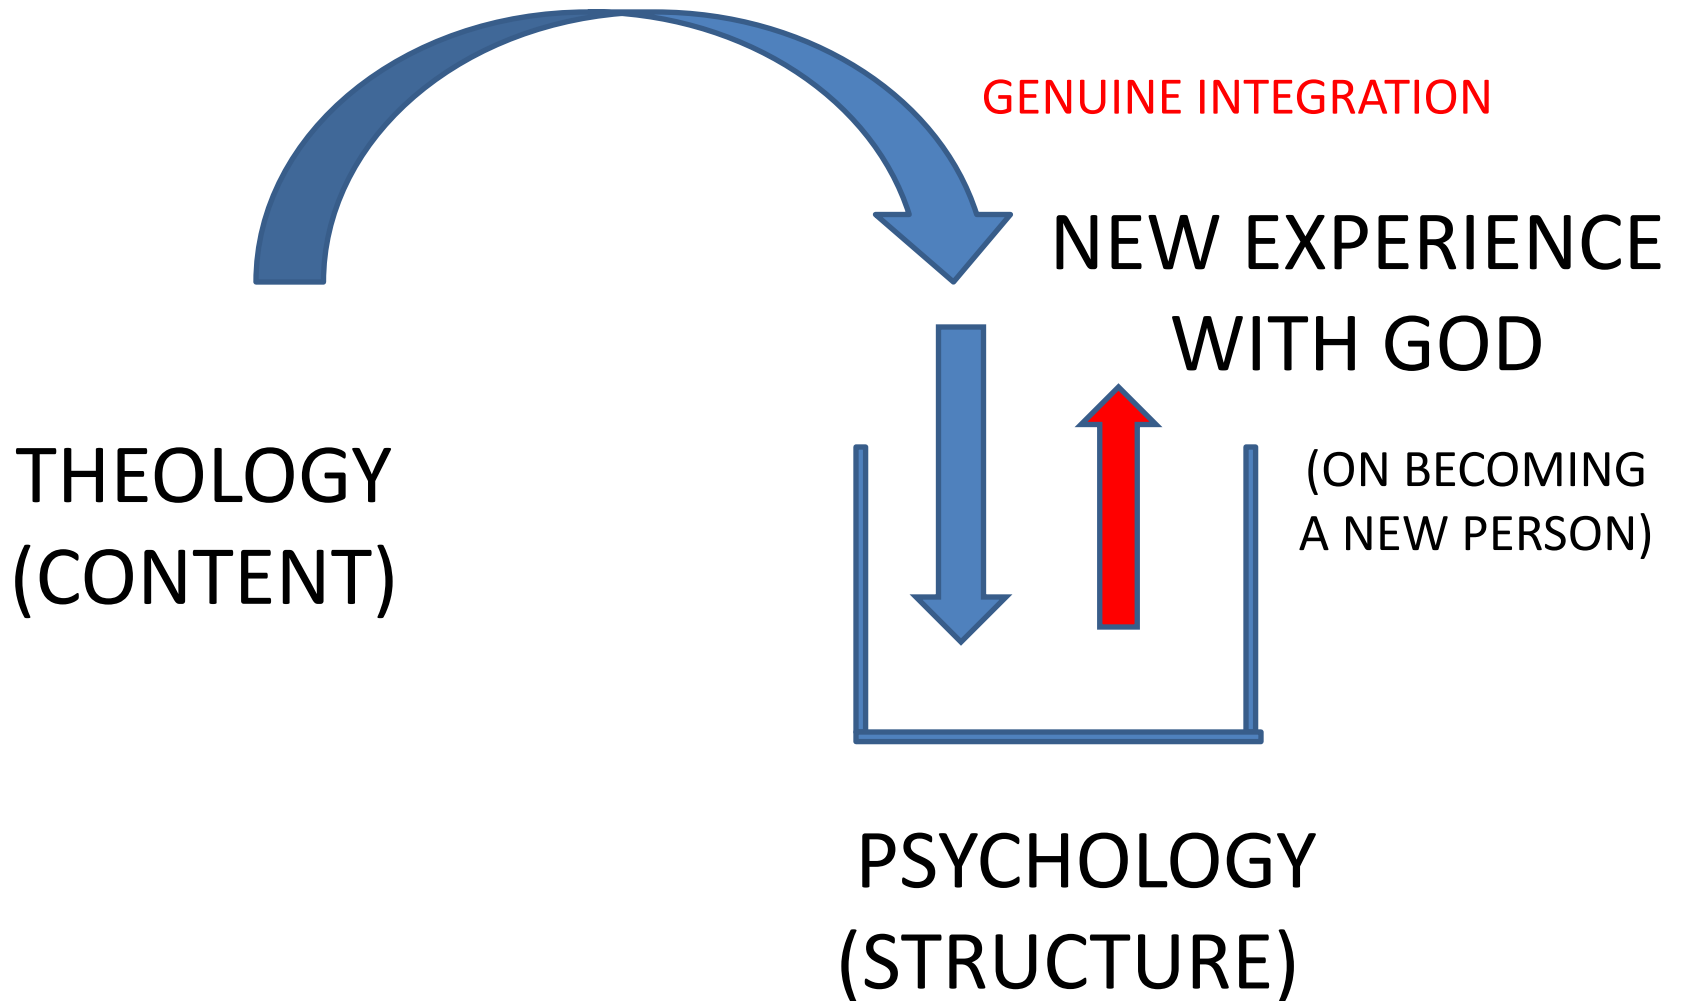 GENUINE INTEGRATION
NEW EXPERIENCE
WITH GOD
THEOLOGY
(CONTENT)
(ON BECOMING
A NEW PERSON)
PSYCHOLOGY
(STRUCTURE)